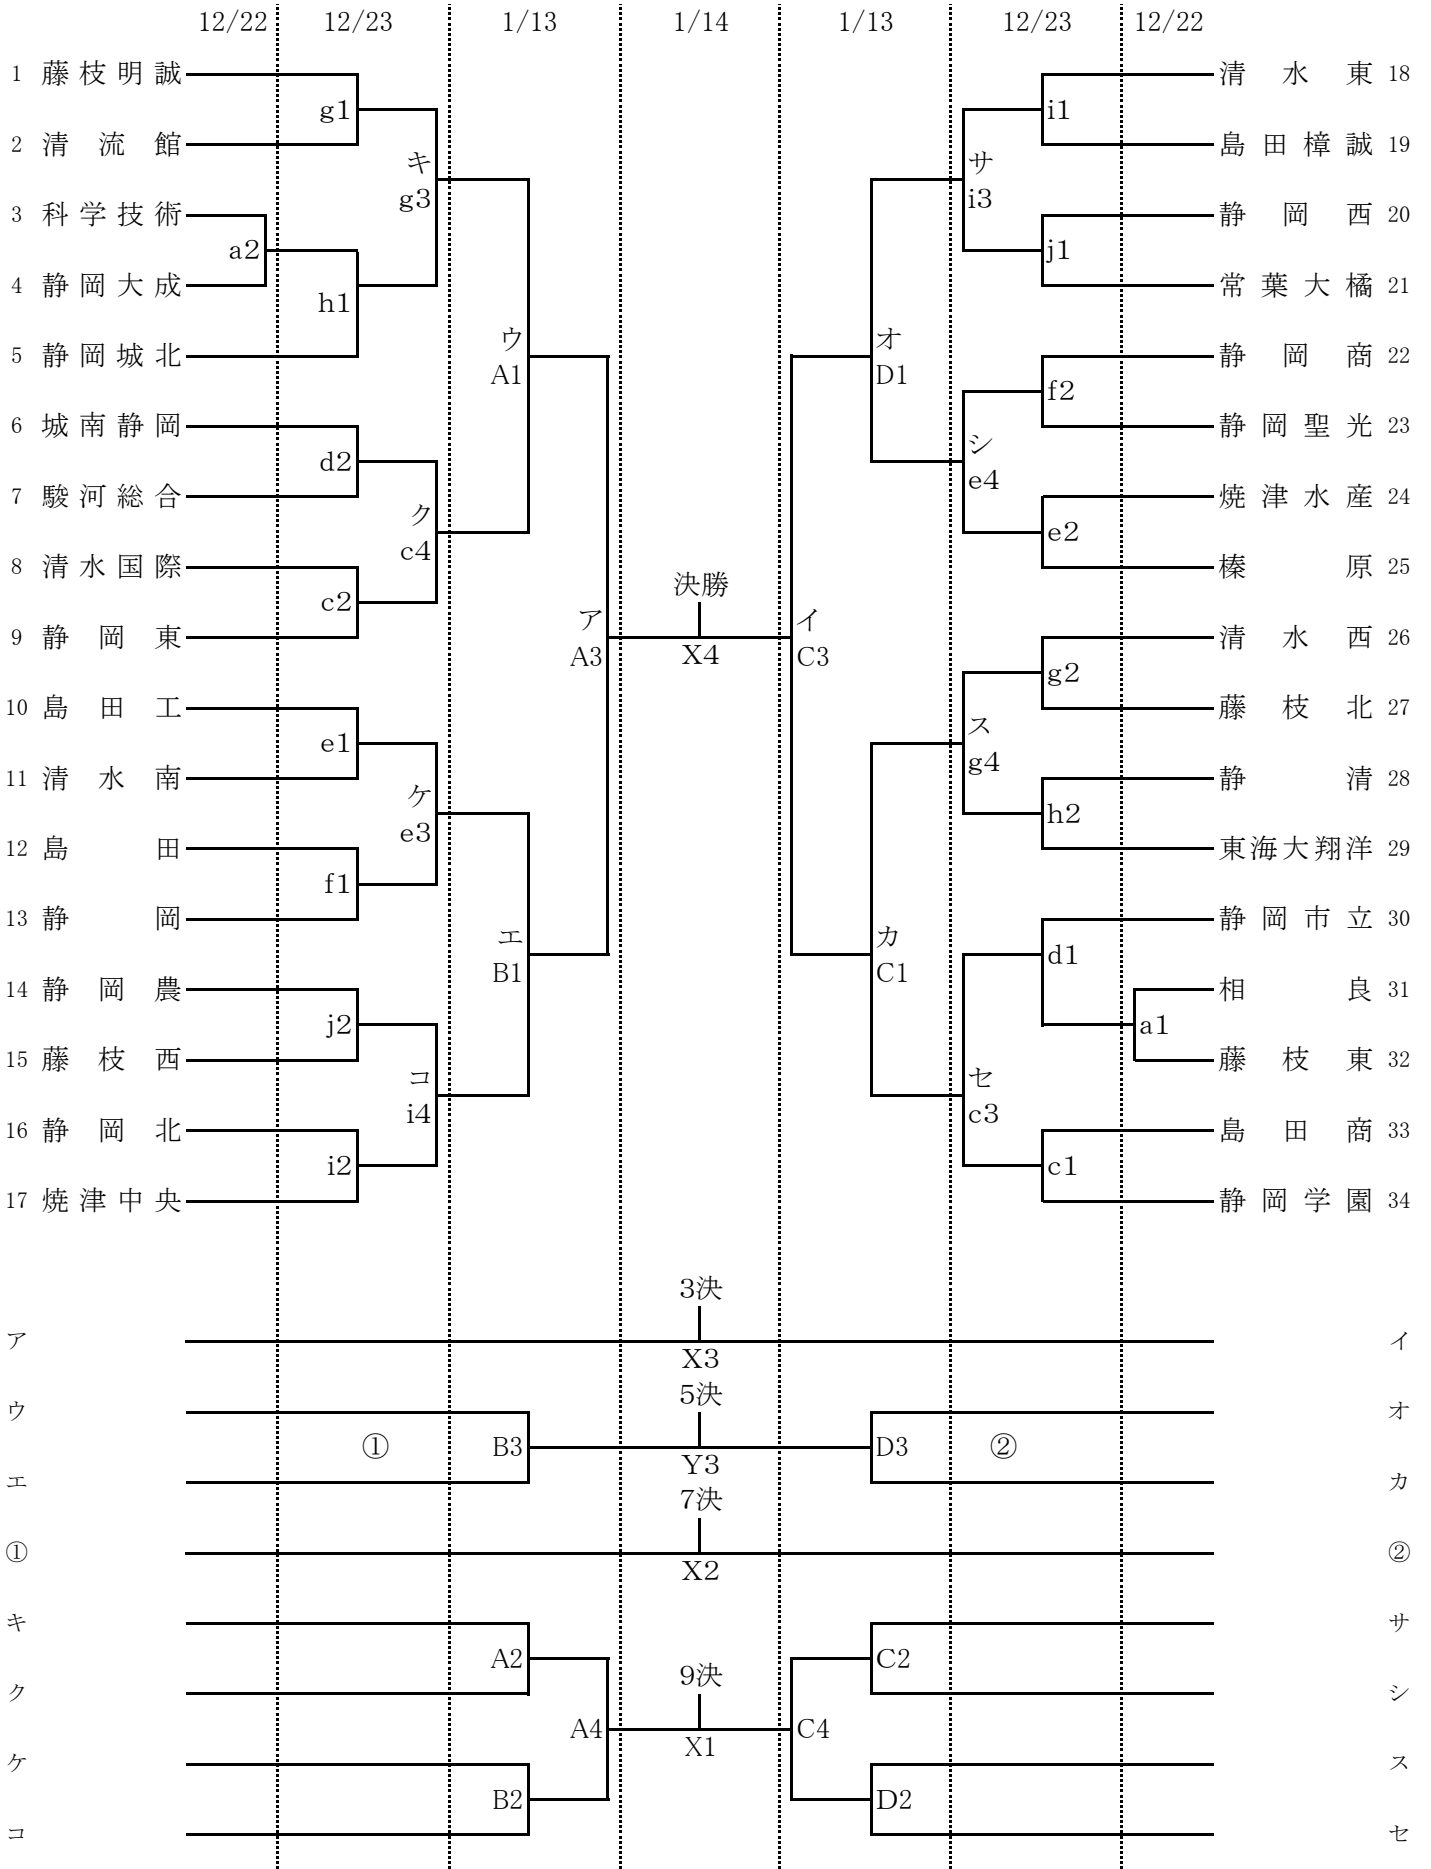 12/22 12/23 1/13 1/14 1/13 12/23 12/22
1 藤枝明誠 清水東 18
g1 i1
2 清流館 島田樟誠 19
キ サ
g3 i3
3 科学技術 静岡西 20
a2 j1
4 静岡大成 常葉大橘 21
h1
ウ オ
5 静岡城北 静岡商 22
A1 D1
f2
6 城南静岡 静岡聖光 23
シ
d2 e4
7 駿河総合 焼津水産 24
ク
c4 e2
8 清水国際 榛原 25
決勝
c2
ア イ
9 静岡東 清水西 26
A3 X4 C3
g2
10 島田工 藤枝北 27
ス
e1 g4
11 清水南 静清 28
ケ
e3 h2
12 島田 東海大翔洋 29
f1
13 静岡 静岡市立 30
エ カ
d1
B1 C1
14 静岡農 相良 31
j2 a1
15 藤枝西 藤枝東 32
コ セ
i4 c3
16 静岡北 島田商 33
i2 c1
17 焼津中央 静岡学園 34
3決
ア イ
X3
5決
ウ オ
① B3 D3 ②
Y3
エ カ
7決
① ②
X2
キ サ
A2 C2
9決
ク シ
A4 C4
X1
ケ ス
B2 D2
コ セ